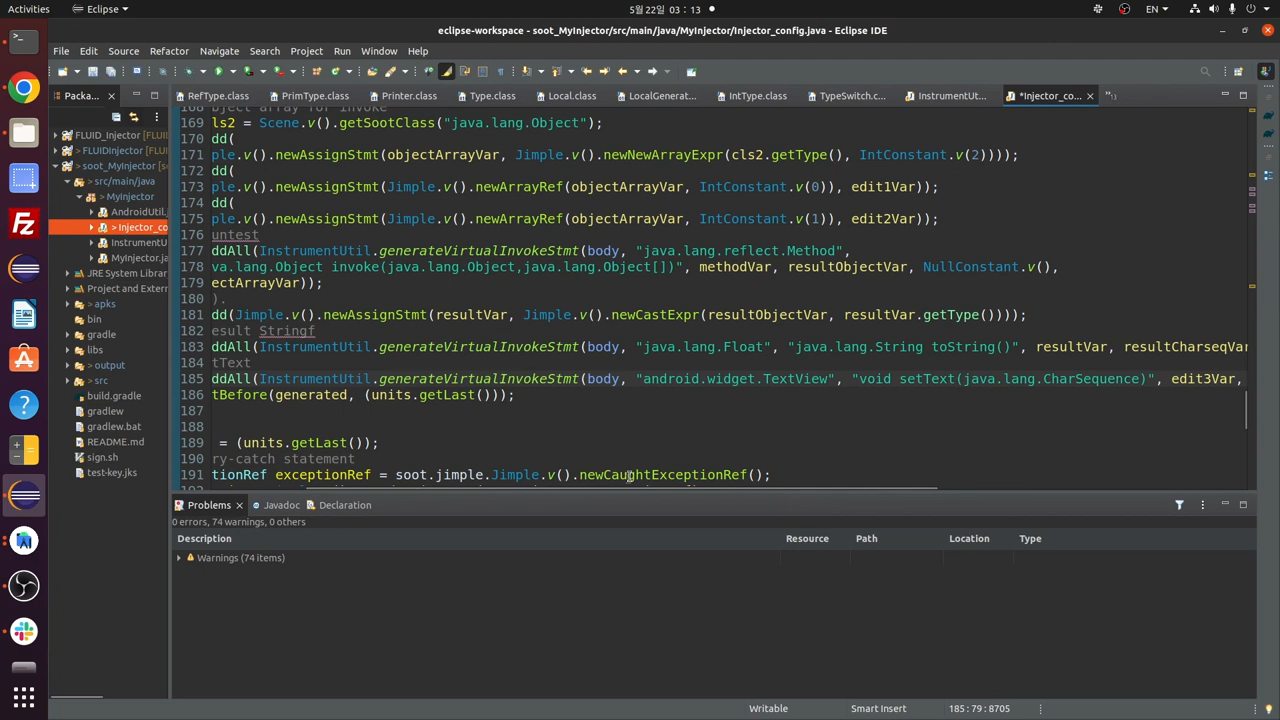 Activities
Eclipse
5월 22일 03 : 13
EN
eclipse-workspace - soot_MyInjector/src/main/java/MyInjector/Injector_config.java - Eclipse IDE
File Edit Source Refactor Navigate Search Project Run Window Help
Packa...
RefType.class
PrimType.class
Printer.class
Type.class
Local.class
LocalGenerat...
IntType.class
TypeSwitch.c...
InstrumentUt...
*Injector_co...
FLUID_Injector [FLUI
FLUIDInjector [FLUID
soot_MyInjector [so
src/main/java
MyInjector
AndroidUtil.j
> Injector_co
InstrumentU
MyInjector.ja
JRE System Librar
Project and Extern
apks
bin
gradle
libs
output
src
build.gradle
gradlew
gradlew.bat
README.md
sign.sh
test-key.jks
168 bject array for invoke
169 ls2 = Scene.v().getSootClass("java.lang.Object");
170 dd(
171 ple.v().newAssignStmt(objectArrayVar, Jimple.v().newNewArrayExpr(cls2.getType(), IntConstant.v(2))));
172 dd(
173 ple.v().newAssignStmt(Jimple.v().newArrayRef(objectArrayVar, IntConstant.v(0)), edit1Var));
174 dd(
175 ple.v().newAssignStmt(Jimple.v().newArrayRef(objectArrayVar, IntConstant.v(1)), edit2Var));
176 untest
177 ddAll(InstrumentUtil.generateVirtualInvokeStmt(body, "java.lang.reflect.Method",
178 va.lang.Object invoke(java.lang.Object,java.lang.Object[])", methodVar, resultObjectVar, NullConstant.v(),
179 ectArrayVar));
180 ).
181 dd(Jimple.v().newAssignStmt(resultVar, Jimple.v().newCastExpr(resultObjectVar, resultVar.getType())));
182 esult Stringf
183 ddAll(InstrumentUtil.generateVirtualInvokeStmt(body, "java.lang.Float", "java.lang.String toString()", resultVar, resultCharseqVar
184 tText
185 ddAll(InstrumentUtil.generateVirtualInvokeStmt(body, "android.widget.TextView", "void setText(java.lang.CharSequence)", edit3Var,
186 tBefore(generated, (units.getLast()));
187
188
189 = (units.getLast());
190 ry-catch statement
191 tionRef exceptionRef = soot.jimple.Jimple.v().newCaughtExceptionRef();
Problems
Javadoc
Declaration
0 errors, 74 warnings, 0 others
Description Resource Path Location Type
Warnings (74 items)
Writable
Smart Insert
185 : 79 : 8705